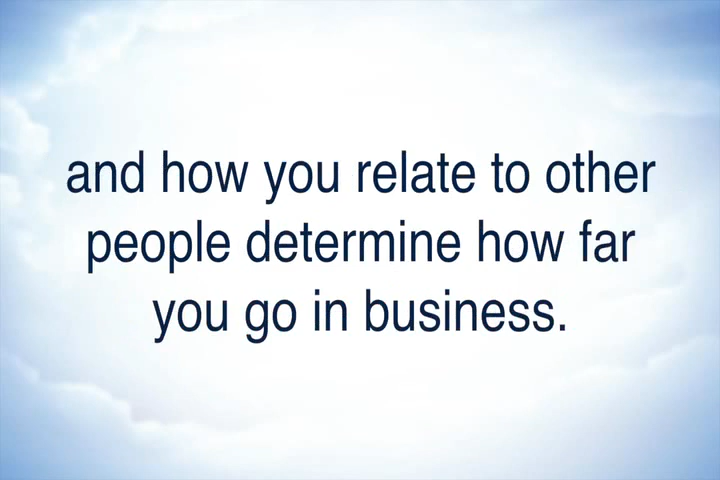 and how you relate to other
people determine how far
you go in business.